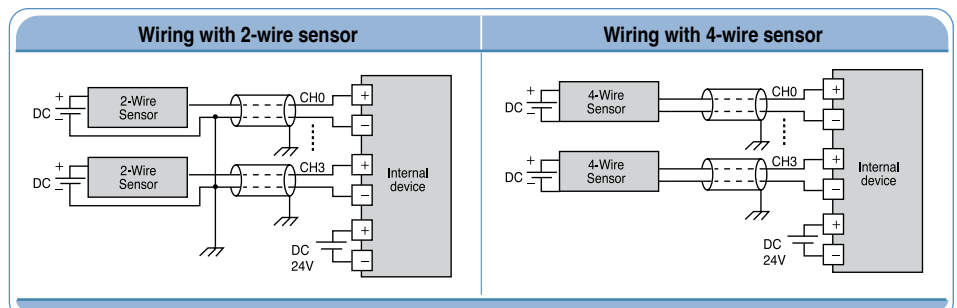 Wiring with 2-wire sensor
DC
+
−
2-Wire
Sensor
CH0
+
−
DC
+
−
2-Wire
Sensor
CH3
+
−
Internal
device
DC
24V
+
−
Wiring with 4-wire sensor
DC
+
−
4-Wire
Sensor
CH0
+
−
DC
+
−
4-Wire
Sensor
CH3
+
−
Internal
device
DC
24V
+
−